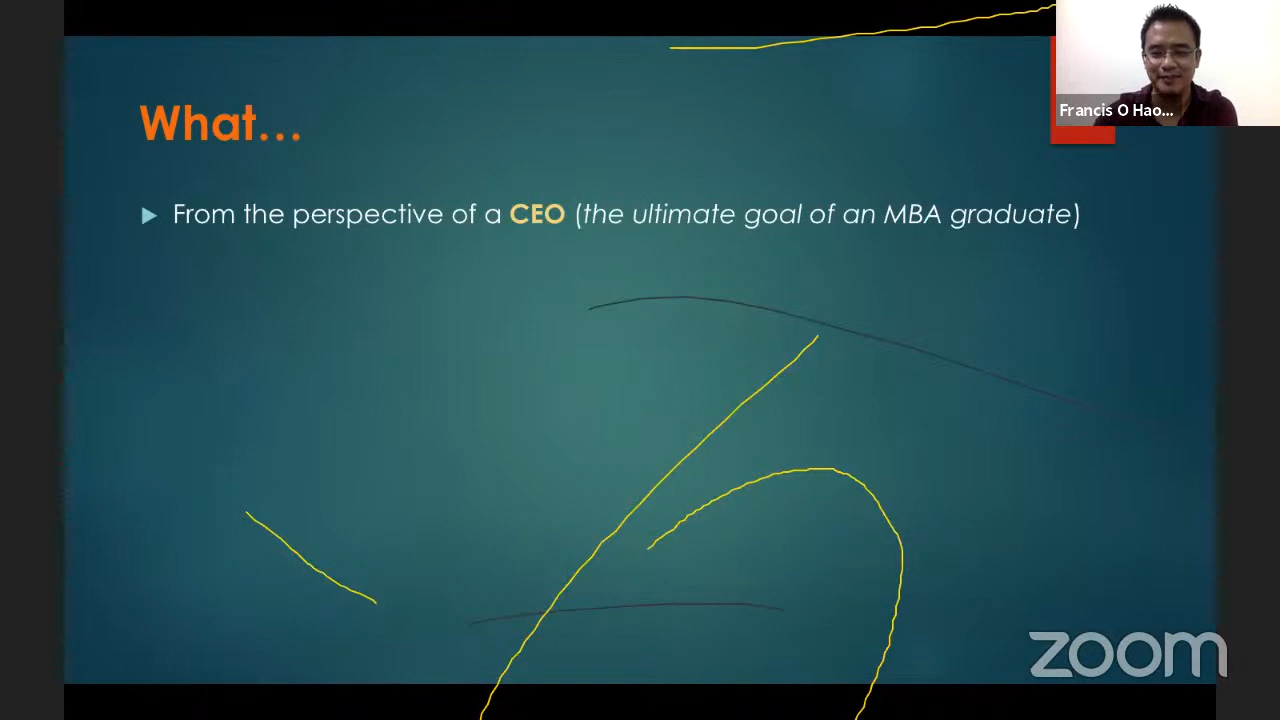 Francis O Hao...
What...
From the perspective of a CEO (the ultimate goal of an MBA graduate)
zoom